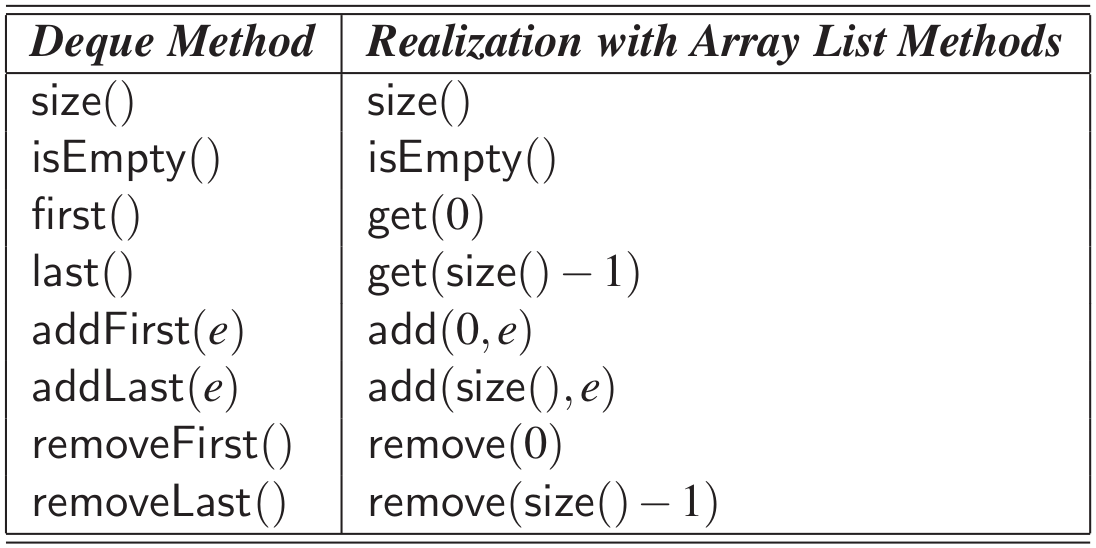 Deque Method Realization with Array List Methods
size() size()
isEmpty() isEmpty()
first() get(0)
last() get(size() − 1)
addFirst(e) add(0, e)
addLast(e) add(size(), e)
removeFirst() remove(0)
removeLast() remove(size() − 1)